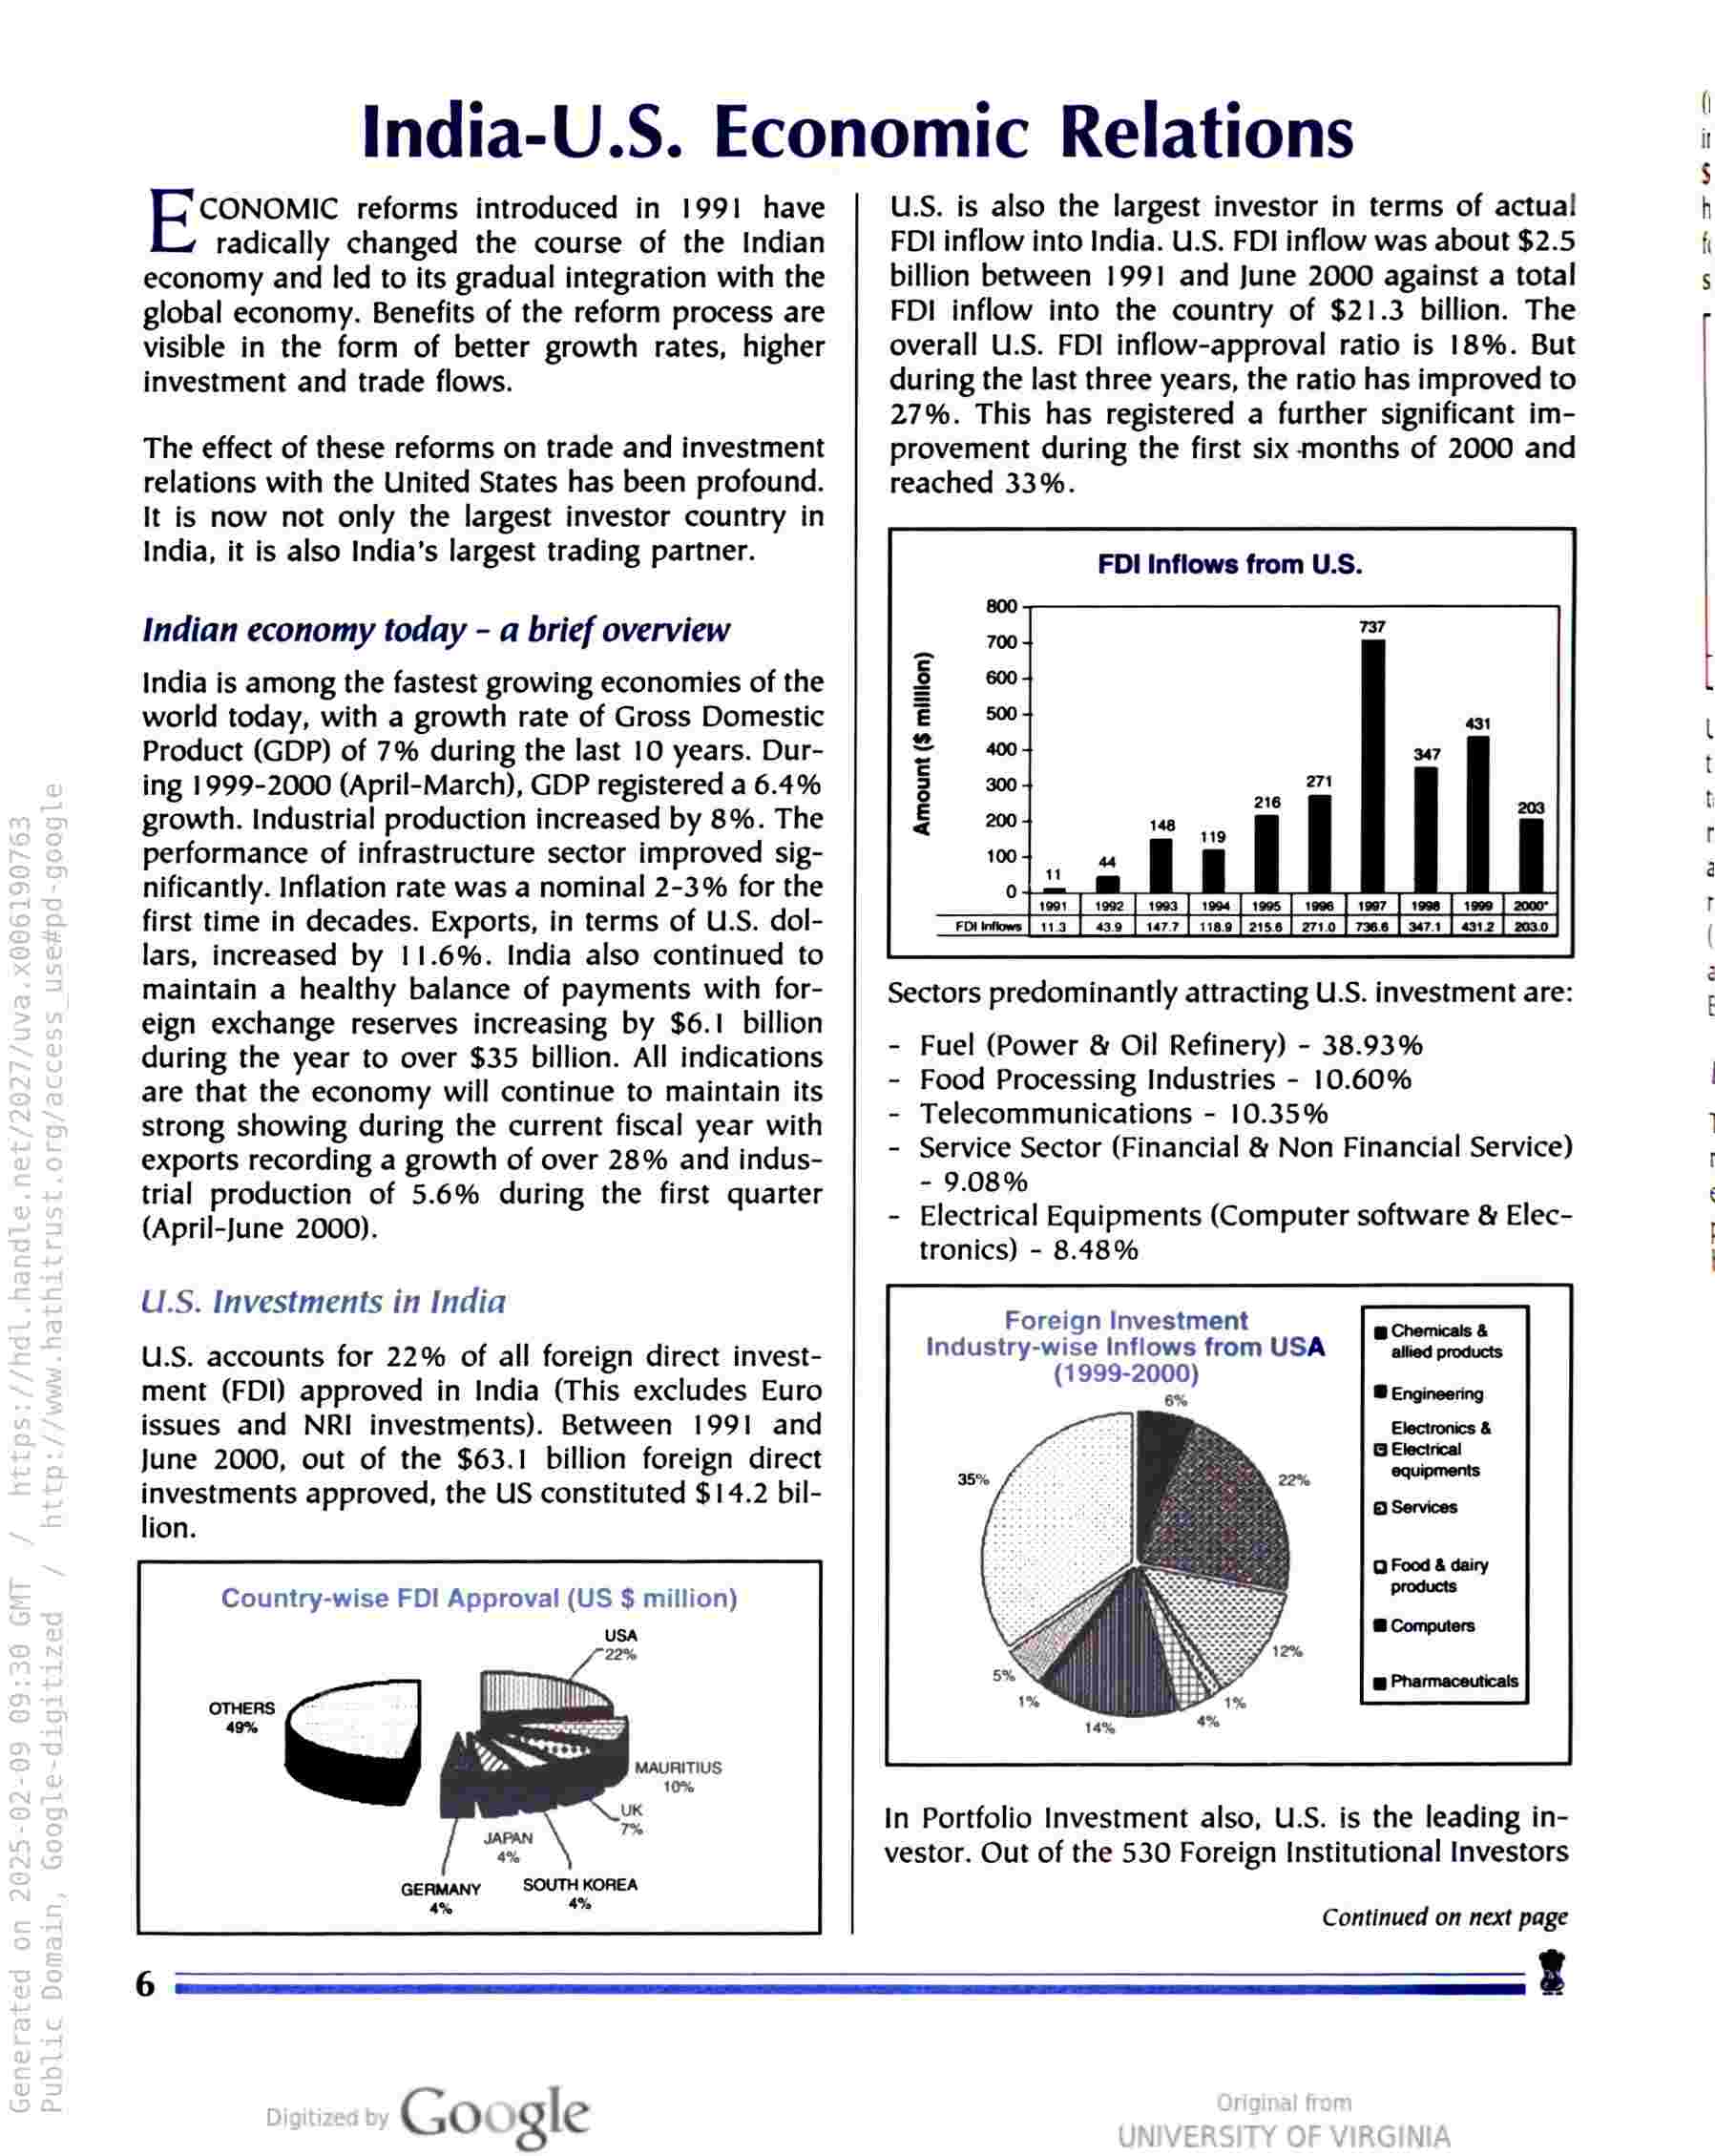 India-U.S. Economic Relations
ECONOMIC reforms introduced in 1991 have
radically changed the course of the Indian
economy and led to its gradual integration with the
global economy. Benefits of the reform process are
visible in the form of better growth rates, higher
investment and trade flows.
The effect of these reforms on trade and investment
relations with the United States has been profound.
It is now not only the largest investor country in
India, it is also India's largest trading partner.
Indian economy today – a brief overview
India is among the fastest growing economies of the
world today, with a growth rate of Gross Domestic
Product (GDP) of 7% during the last 10 years. Dur-
ing 1999-2000 (April-March), GDP registered a 6.4%
growth. Industrial production increased by 8%. The
performance of infrastructure sector improved sig-
nificantly. Inflation rate was a nominal 2-3% for the
first time in decades. Exports, in terms of U.S. dol-
lars, increased by 11.6%. India also continued to
maintain a healthy balance of payments with for-
eign exchange reserves increasing by $6.1 billion
during the year to over $35 billion. All indications
are that the economy will continue to maintain its
strong showing during the current fiscal year with
exports recording a growth of over 28% and indus-
trial production of 5.6% during the first quarter
(April-June 2000).
U.S. Investments in India
U.S. accounts for 22% of all foreign direct invest-
ment (FDI) approved in India (This excludes Euro
issues and NRI investments). Between 1991 and
June 2000, out of the $63.1 billion foreign direct
investments approved, the US constituted $14.2 bil-
lion.
Country-wise FDI Approval (US $ million)
USA
22%
OTHERS
49%
MAURITIUS
10%
UK
7%
JAPAN
4%
GERMANY
4%
SOUTH KOREA
4%
U.S. is also the largest investor in terms of actual
FDI inflow into India. U.S. FDI inflow was about $2.5
billion between 1991 and June 2000 against a total
FDI inflow into the country of $21.3 billion. The
overall U.S. FDI inflow-approval ratio is 18%. But
during the last three years, the ratio has improved to
27%. This has registered a further significant im-
provement during the first six months of 2000 and
reached 33%.
FDI Inflows from U.S.
Amount ($ million)
800
700
600
500
400
300
200
100
0
11
44
148
119
216
271
737
347
431
203
1991 1992 1993 1994 1995 1996 1997 1998 1999 2000*
FDI Inflows 11.3 43.9 147.7 118.9 215.6 271.0 736.6 347.1 431.2 203.0
Sectors predominantly attracting U.S. investment are:
- Fuel (Power & Oil Refinery) - 38.93%
- Food Processing Industries - 10.60%
- Telecommunications - 10.35%
- Service Sector (Financial & Non Financial Service)
- 9.08%
- Electrical Equipments (Computer software & Elec-
tronics) - 8.48%
Foreign Investment
Industry-wise Inflows from USA
(1999-2000)
6%
22%
12%
1%
4%
14%
1%
5%
35%
Chemicals &
allied products
Engineering
Electronics &
Electrical
equipments
Services
Food & dairy
products
Computers
Pharmaceuticals
In Portfolio Investment also, U.S. is the leading in-
vestor. Out of the 530 Foreign Institutional Investors
Continued on next page
6
Generated on 2025-02-09 09:30 GMT / https://hdl.handle.net/2027/uva.x006190763
Public Domain, Google-digitized / http://www.hathitrust.org/access_use#pd-google
Digitized by Google
Original from
UNIVERSITY OF VIRGINIA